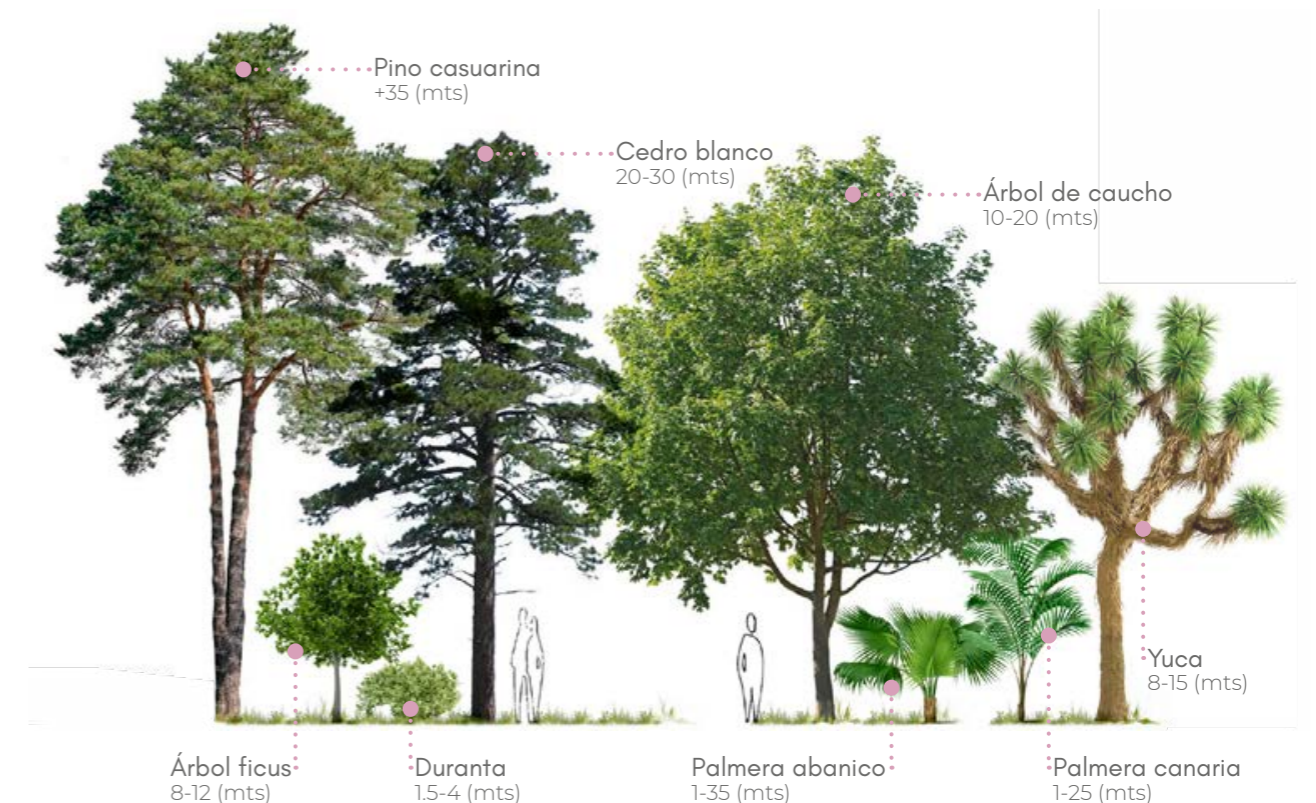 Pino casuarina
+35 (mts)
Cedro blanco
20-30 (mts)
Árbol de caucho
10-20 (mts)
Yuca
8-15 (mts)
Árbol ficus
8-12 (mts)
Duranta
1.5-4 (mts)
Palmera abanico
1-35 (mts)
Palmera canaria
1-25 (mts)